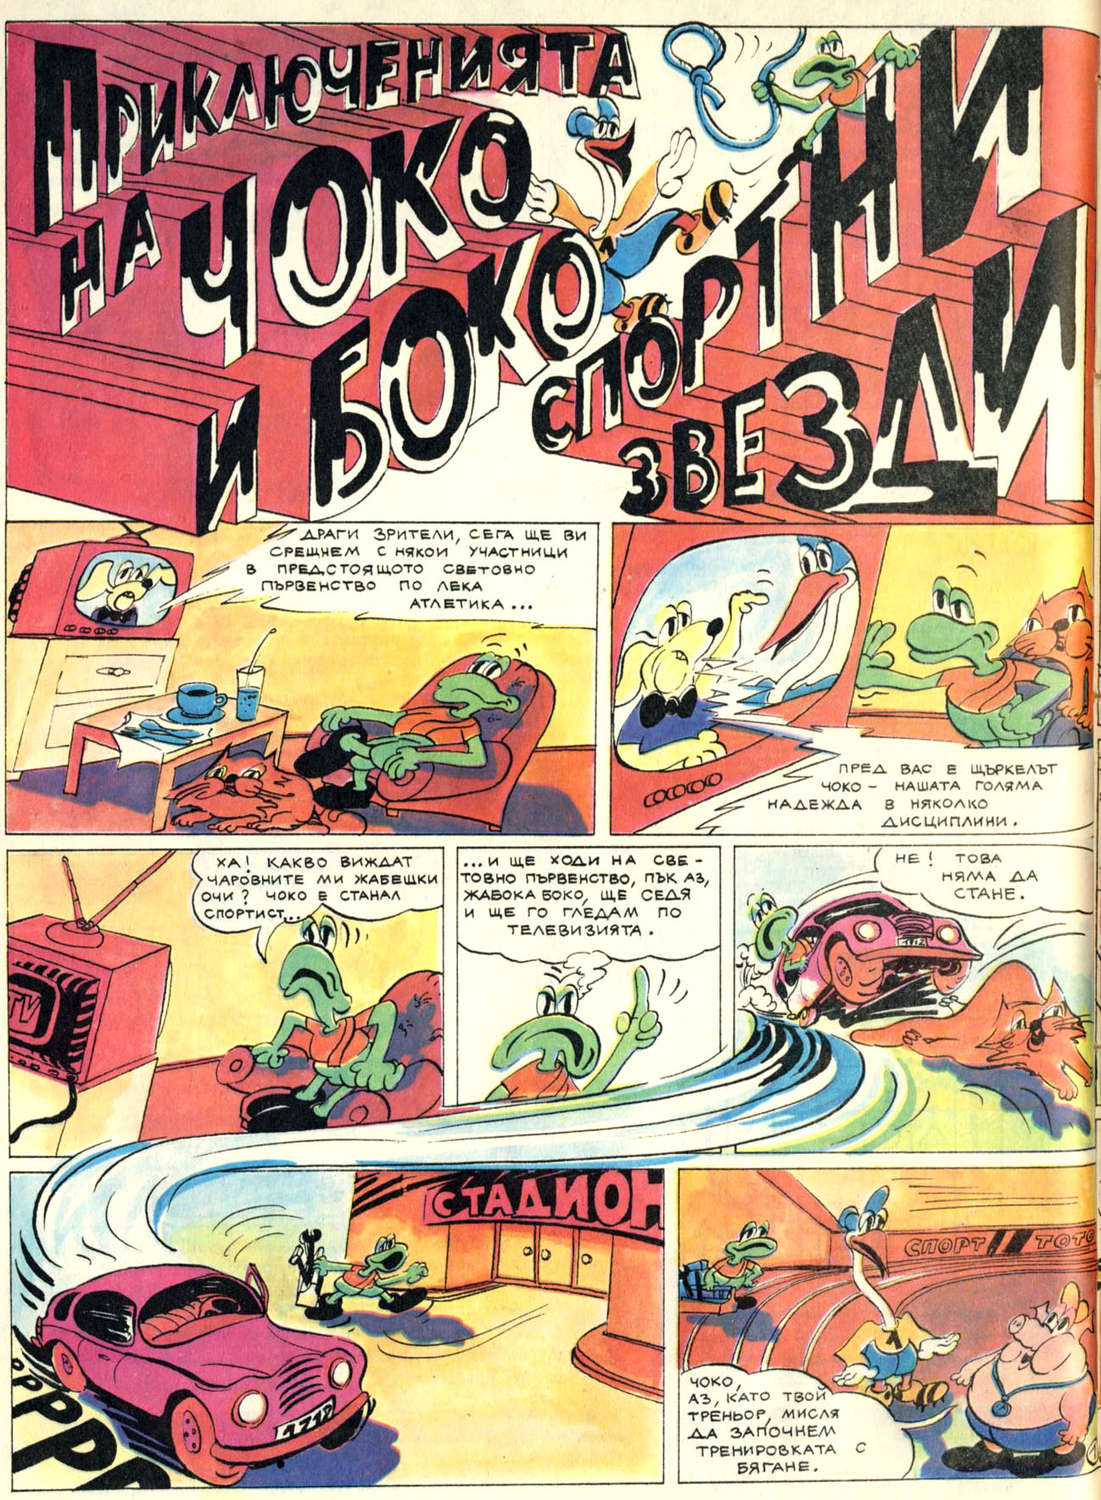 ПРИКЛЮЧЕНИЯТА
НА ЧОКО
И БОКО
СПОРТНИ
ЗВЕЗДИ
ДРАГИ ЗРИТЕЛИ, СЕГА ЩЕ ВИ
СРЕЩНЕМ С НЯКОИ УЧАСТНИЦИ
В ПРЕДСТОЯЩОТО СВЕТОВНО
ПЪРВЕНСТВО ПО ЛЕКА
АТЛЕТИКА...
ПРЕД ВАС Е ЩЪРКЕЛЪТ
ЧОКО - НАШАТА ГОЛЯМА
НАДЕЖДА В НЯКОЛКО
ДИСЦИПЛИНИ.
ХА! КАКВО ВИЖДАТ
ЧАРОВНИТЕ МИ ЖАБЕШКИ
ОЧИ? ЧОКО Е СТАНАЛ
СПОРТИСТ...
TV
...И ЩЕ ХОДИ НА СВЕ-
ТОВНО ПЪРВЕНСТВО, ПЪК АЗ,
ЖАБОКА БОКО, ЩЕ СЕДЯ
И ЩЕ ГО ГЛЕДАМ ПО
ТЕЛЕВИЗИЯТА.
НЕ! ТОВА
НЯМА ДА
СТАНЕ.
СТАДИОН
СПОРТ ТОТО
ЧОКО,
АЗ, КАТО ТВОЙ
ТРЕНЬОР, МИСЛЯ
ДА ЗАПОЧНЕМ
ТРЕНИРОВКАТА С
БЯГАНЕ.